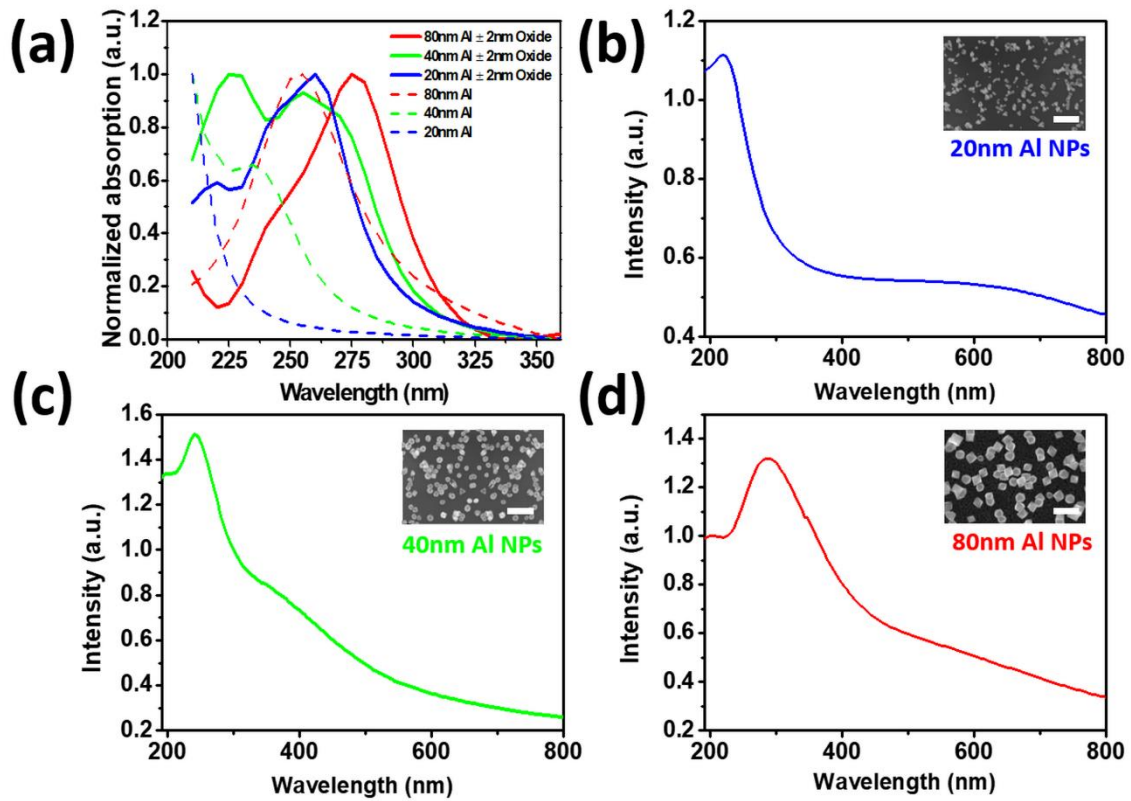 (a)
1.2
1.0
0.8
0.6
0.4
0.2
0.0
Normalized absorption (a.u.)
80nm Al ± 2nm Oxide
40nm Al ± 2nm Oxide
20nm Al ± 2nm Oxide
80nm Al
40nm Al
20nm Al
200 225 250 275 300 325 350
Wavelength (nm)
(b)
1.2
1.0
0.8
0.6
0.4
Intensity (a.u.)
20nm Al NPs
200 400 600 800
Wavelength (nm)
(c)
1.6
1.4
1.2
1.0
0.8
0.6
0.4
0.2
Intensity (a.u.)
40nm Al NPs
200 400 600 800
Wavelength (nm)
(d)
1.4
1.2
1.0
0.8
0.6
0.4
0.2
Intensity (a.u.)
80nm Al NPs
200 400 600 800
Wavelength (nm)